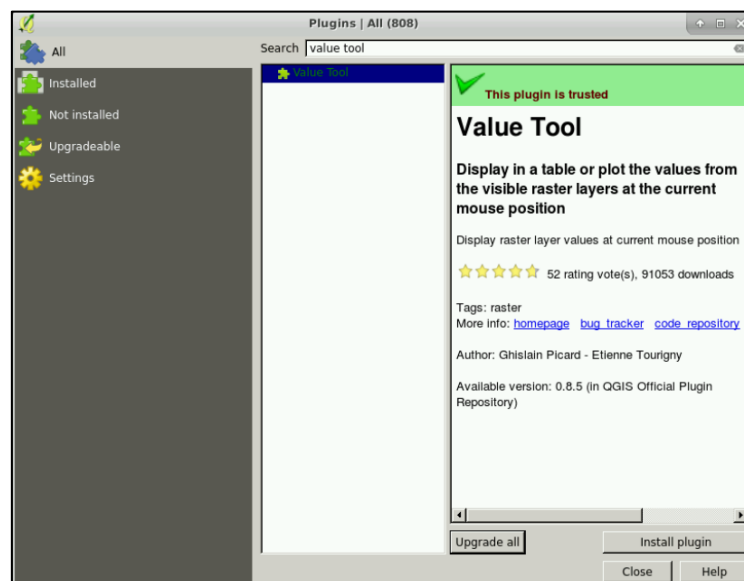 Plugins | All (808)
All
Installed
Not installed
Upgradeable
Settings
Search value tool
Value Tool
This plugin is trusted
Value Tool
Display in a table or plot the values from
the visible raster layers at the current
mouse position
Display raster layer values at current mouse position
52 rating vote(s), 91053 downloads
Tags: raster
More info: homepage bug tracker code repository
Author: Ghislain Picard - Etienne Tourigny
Available version: 0.8.5 (in QGIS Official Plugin
Repository)
Upgrade all
Install plugin
Close
Help